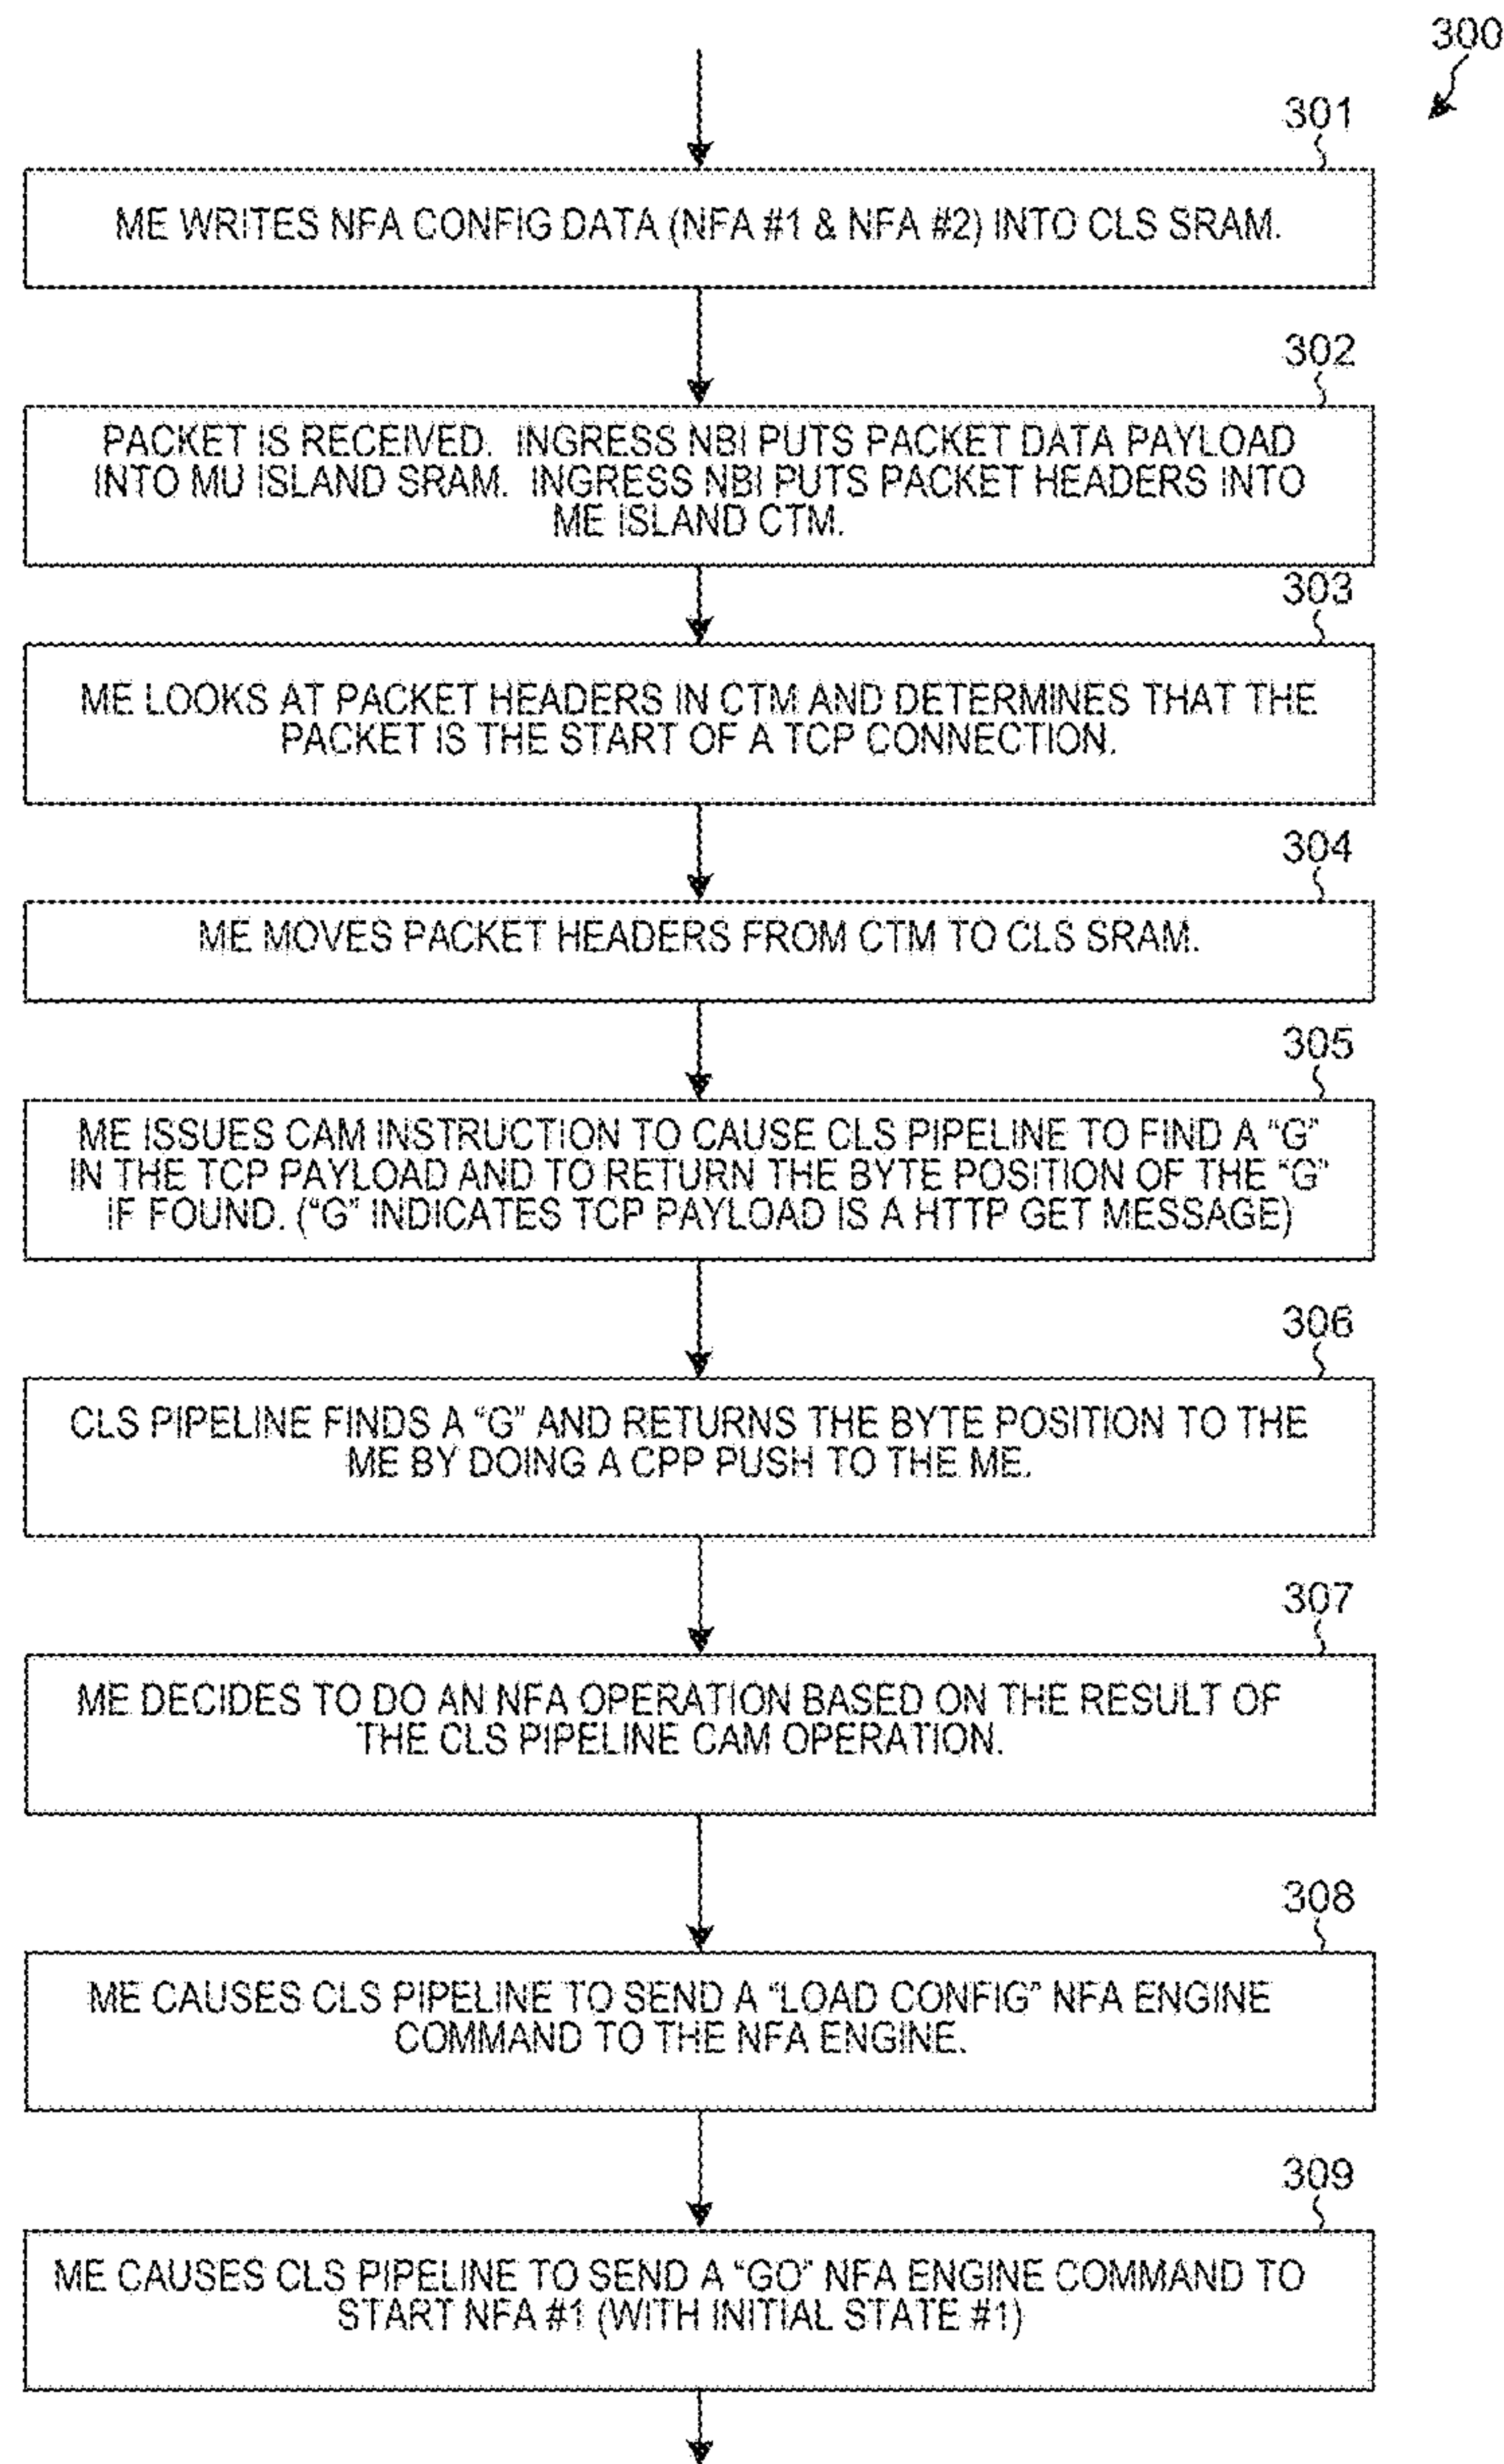 300
301
ME WRITES NFA CONFIG DATA (NFA #1 & NFA #2) INTO CLS SRAM.
302
PACKET IS RECEIVED. INGRESS NBI PUTS PACKET DATA PAYLOAD
INTO MU ISLAND SRAM. INGRESS NBI PUTS PACKET HEADERS INTO
ME ISLAND CTM.
303
ME LOOKS AT PACKET HEADERS IN CTM AND DETERMINES THAT THE
PACKET IS THE START OF A TCP CONNECTION.
304
ME MOVES PACKET HEADERS FROM CTM TO CLS SRAM.
305
ME ISSUES CAM INSTRUCTION TO CAUSE CLS PIPELINE TO FIND A “G”
IN THE TCP PAYLOAD AND TO RETURN THE BYTE POSITION OF THE “G”
IF FOUND. (“G” INDICATES TCP PAYLOAD IS A HTTP GET MESSAGE)
306
CLS PIPELINE FINDS A “G” AND RETURNS THE BYTE POSITION TO THE
ME BY DOING A CPP PUSH TO THE ME.
307
ME DECIDES TO DO AN NFA OPERATION BASED ON THE RESULT OF
THE CLS PIPELINE CAM OPERATION.
308
ME CAUSES CLS PIPELINE TO SEND A “LOAD CONFIG” NFA ENGINE
COMMAND TO THE NFA ENGINE.
309
ME CAUSES CLS PIPELINE TO SEND A “GO” NFA ENGINE COMMAND TO
START NFA #1 (WITH INITIAL STATE #1)